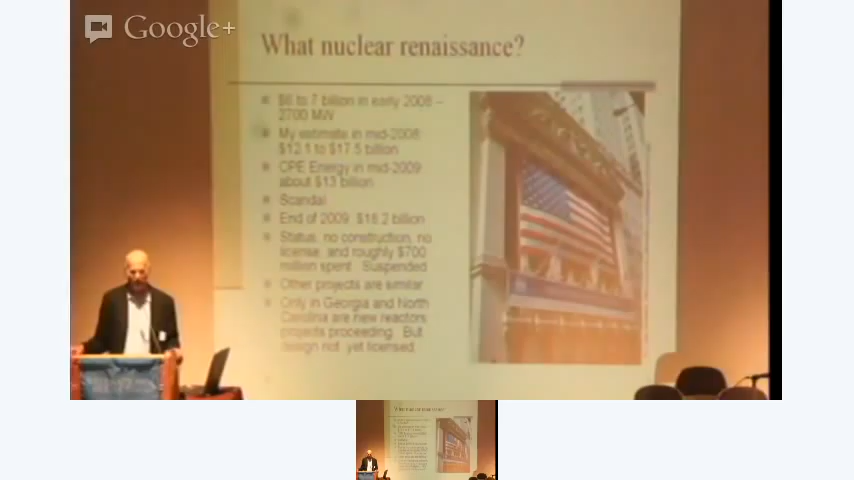 Google+
What nuclear renaissance?
$6 to 7 billion in early 2008 –
2700 MW
My estimate in mid-2008
$12.1 to $17.5 billion
CPE Energy in mid-2009
about $13 billion
Scandal
End of 2009 $18.2 billion
Status, no construction, no
license, and roughly $700
million spent. Suspended
Other projects are similar
Only in Georgia and North
Carolina are new reactors
projects proceeding. But
design not yet licensed